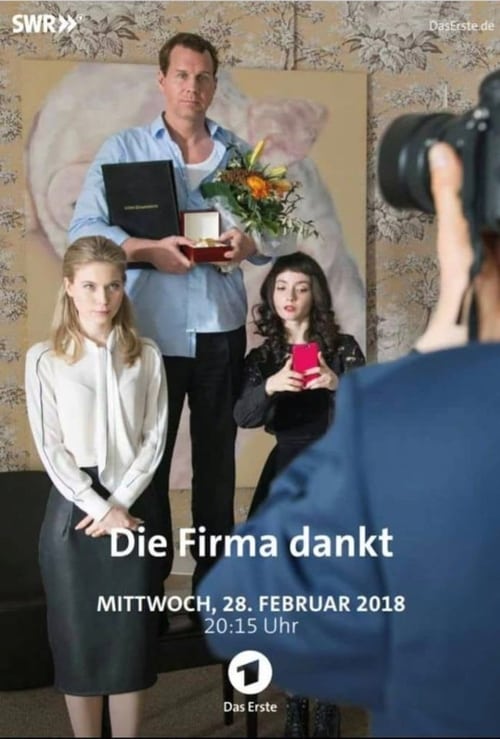 SWR
DasErste.de
Die Firma dankt
MITTWOCH, 28. FEBRUAR 2018
20:15 Uhr
1
Das Erste